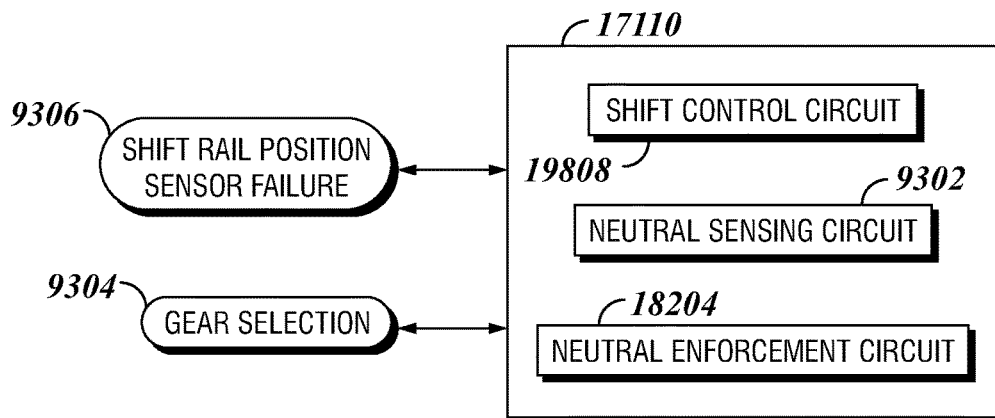 17110
9306
SHIFT RAIL POSITION
SENSOR FAILURE
SHIFT CONTROL CIRCUIT
19808
9302
NEUTRAL SENSING CIRCUIT
9304
GEAR SELECTION
18204
NEUTRAL ENFORCEMENT CIRCUIT